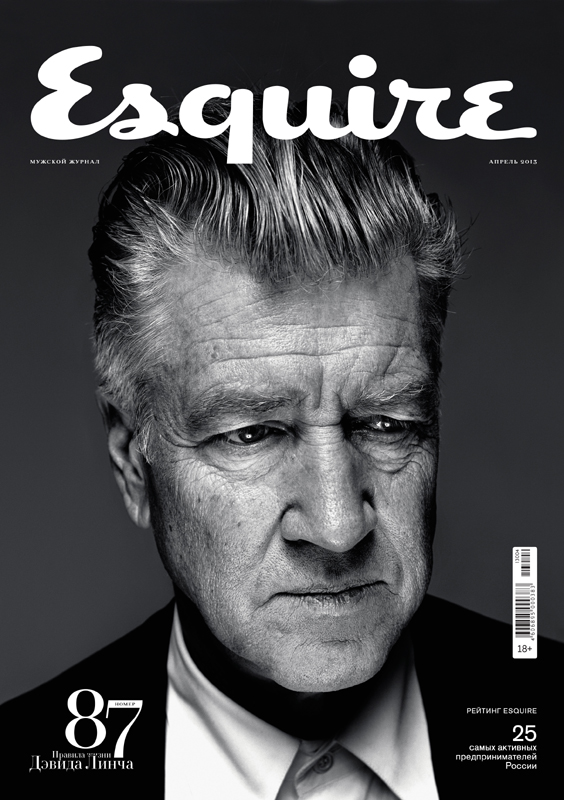 Esquire
МУЖСКОЙ ЖУРНАЛ
АПРЕЛЬ 2013
18+
87
НОМЕР
Правила жизни
Дэвида Линча
РЕЙТИНГ ESQUIRE
25
самых активных
предпринимателей
России